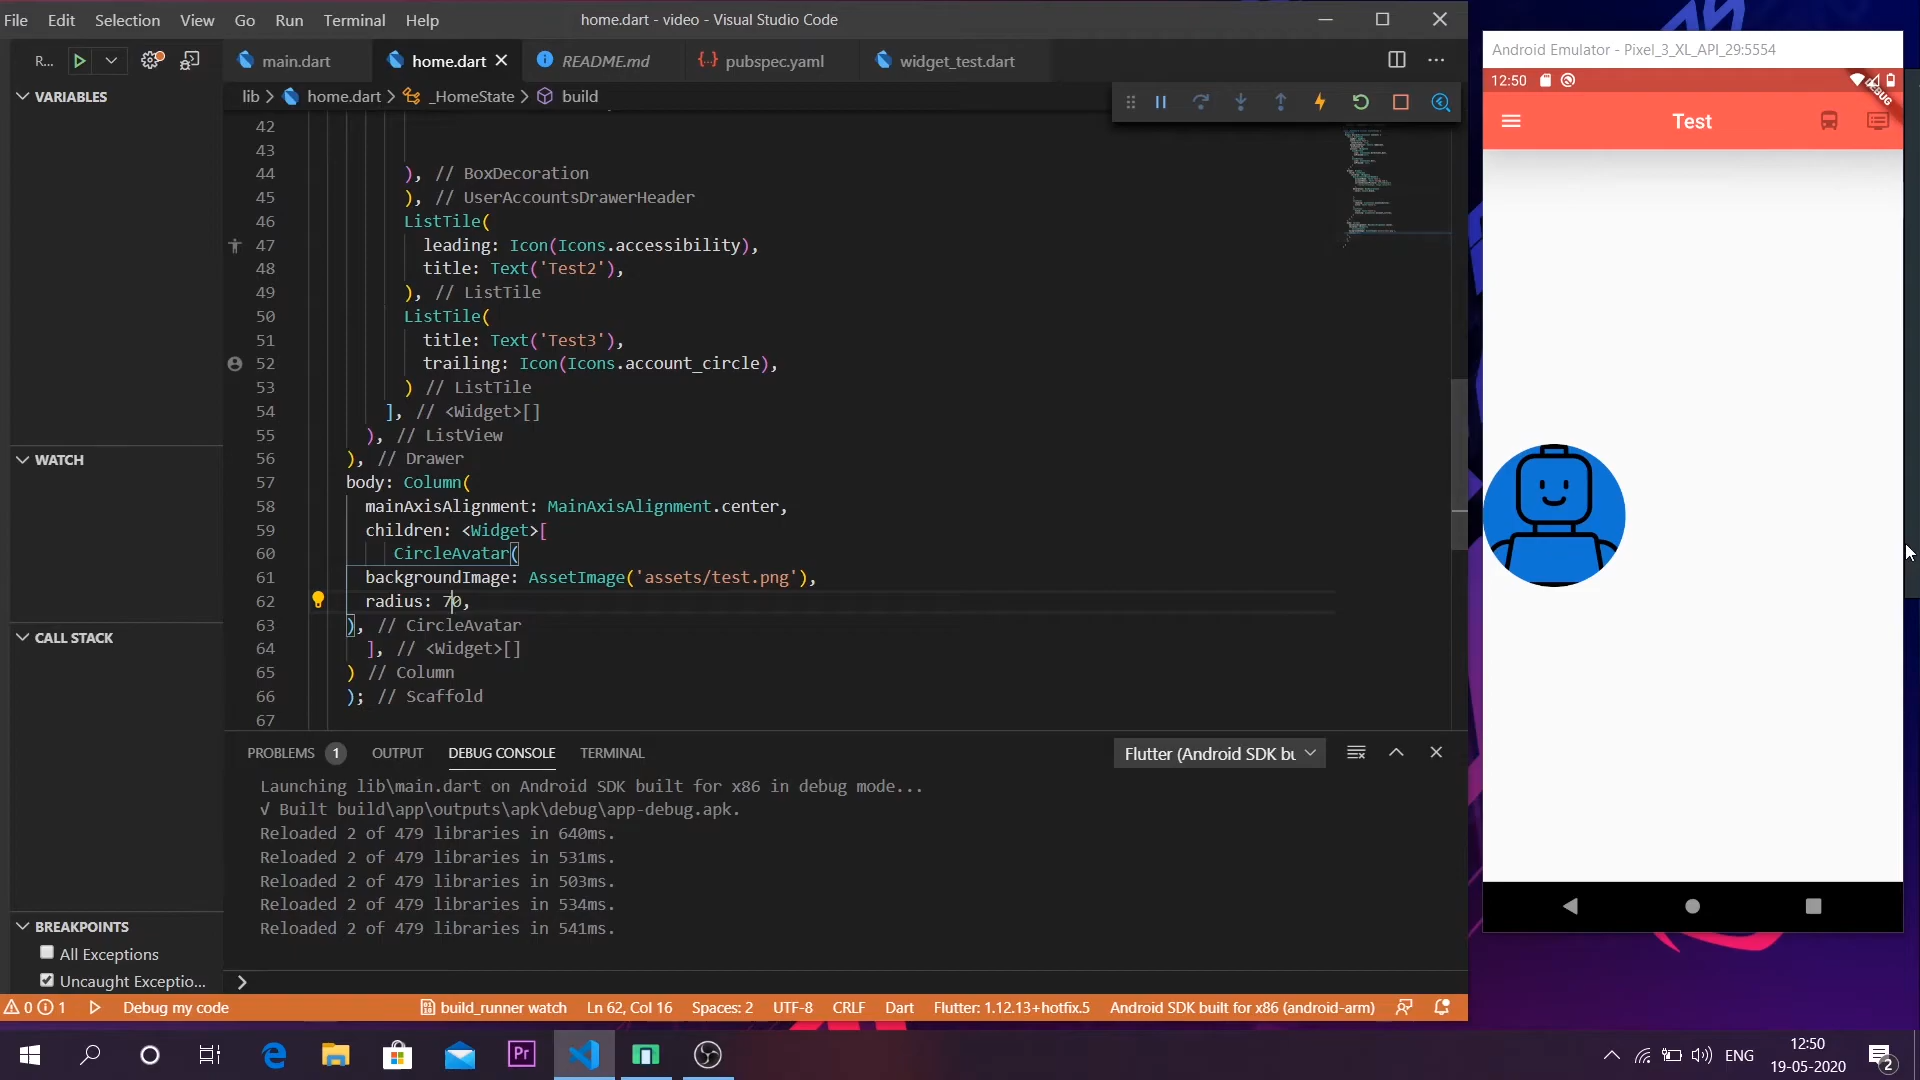 File Edit Selection View Go Run Terminal Help
home.dart - video - Visual Studio Code
R...
main.dart
home.dart
README.md
pubspec.yaml
widget_test.dart
VARIABLES
lib > home.dart > _HomeState > build
42
43
44 ), // BoxDecoration
45 ), // UserAccountsDrawerHeader
46 ListTile(
47 leading: Icon(Icons.accessibility),
48 title: Text('Test2'),
49 ), // ListTile
50 ListTile(
51 title: Text('Test3'),
52 trailing: Icon(Icons.account_circle),
53 ) // ListTile
54 ], // <Widget>[]
55 ), // ListView
56 ), // Drawer
57 body: Column(
58 mainAxisAlignment: MainAxisAlignment.center,
59 children: <Widget>[
60 CircleAvatar(
61 backgroundImage: AssetImage('assets/test.png'),
62 radius: 70,
63 ), // CircleAvatar
64 ], // <Widget>[]
65 ) // Column
66 ); // Scaffold
67
WATCH
CALL STACK
BREAKPOINTS
All Exceptions
Uncaught Exceptio...
PROBLEMS 1 OUTPUT DEBUG CONSOLE TERMINAL
Flutter (Android SDK bu
Launching lib\main.dart on Android SDK built for x86 in debug mode...
√ Built build\app\outputs\apk\debug\app-debug.apk.
Reloaded 2 of 479 libraries in 640ms.
Reloaded 2 of 479 libraries in 531ms.
Reloaded 2 of 479 libraries in 503ms.
Reloaded 2 of 479 libraries in 534ms.
Reloaded 2 of 479 libraries in 541ms.
>
0 1 Debug my code build_runner watch Ln 62, Col 16 Spaces: 2 UTF-8 CRLF Dart Flutter: 1.12.13+hotfix.5 Android SDK built for x86 (android-arm)
Android Emulator - Pixel_3_XL_API_29:5554
12:50
DEBUG
Test
Pr
ENG
12:50
19-05-2020
2